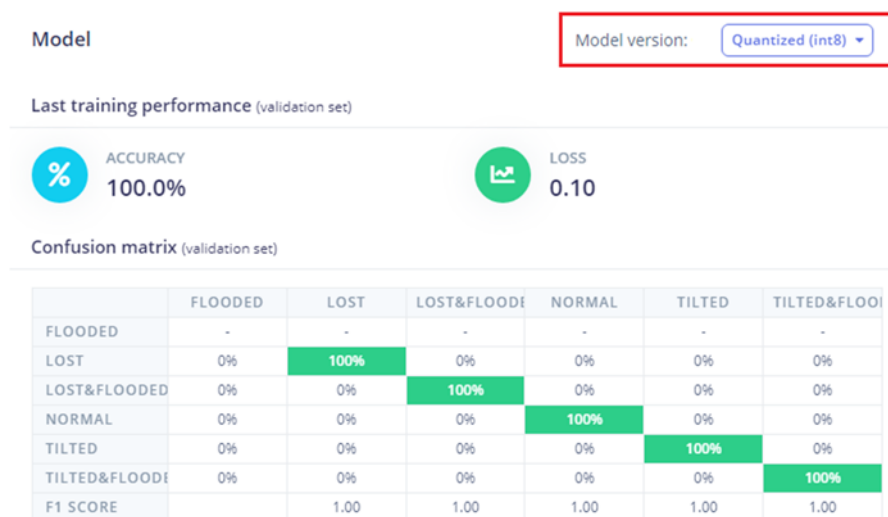 Model Model version: Quantized (int8)
Last training performance (validation set)
% ACCURACY LOSS
100.0% 0.10
Confusion matrix (validation set)
FLOODED LOST LOST&FLOODE NORMAL TILTED TILTED&FLOOI
FLOODED - - - - - -
LOST 0% 100% 0% 0% 0% 0%
LOST&FLOODED 0% 0% 100% 0% 0% 0%
NORMAL 0% 0% 0% 100% 0% 0%
TILTED 0% 0% 0% 0% 100% 0%
TILTED&FLOODE 0% 0% 0% 0% 0% 100%
F1 SCORE 1.00 1.00 1.00 1.00 1.00